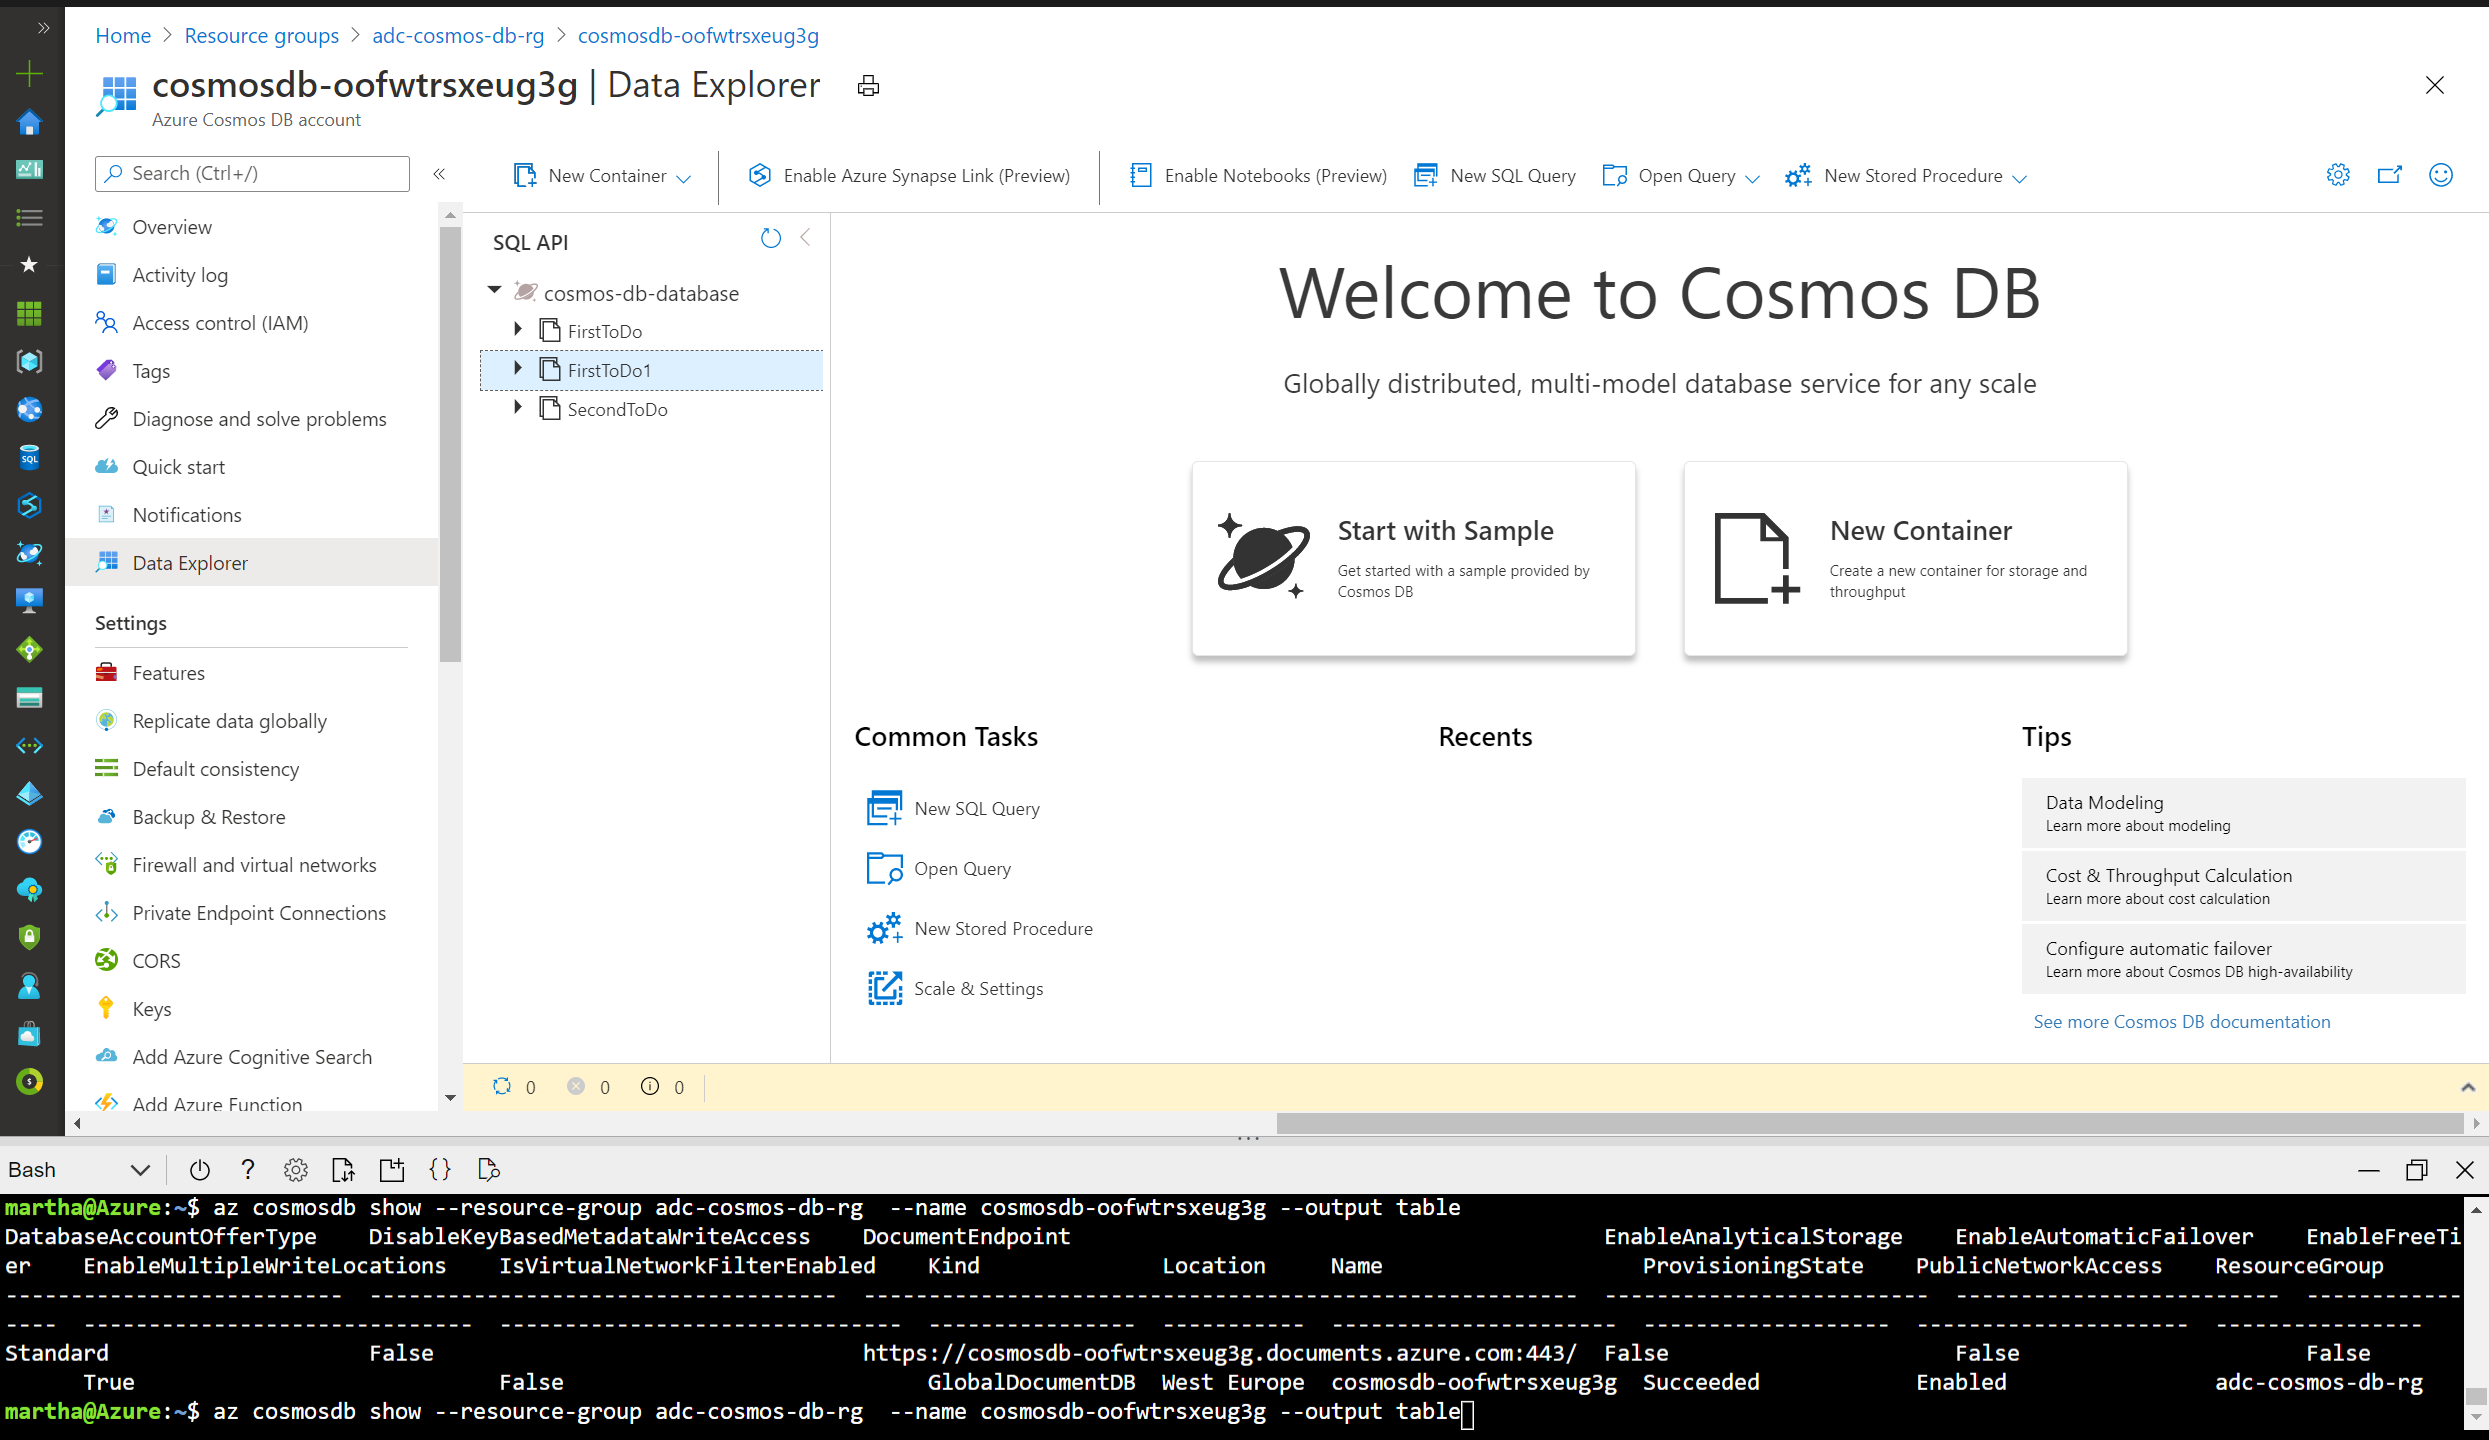 Home > Resource groups > adc-cosmos-db-rg > cosmosdb-oofwtrsxeug3g
cosmosdb-oofwtrsxeug3g | Data Explorer
Azure Cosmos DB account
Search (Ctrl+/)
Overview
Activity log
Access control (IAM)
Tags
Diagnose and solve problems
Quick start
Notifications
Data Explorer
Settings
Features
Replicate data globally
Default consistency
Backup & Restore
Firewall and virtual networks
Private Endpoint Connections
CORS
Keys
Add Azure Cognitive Search
Add Azure Function
New Container
Enable Azure Synapse Link (Preview)
Enable Notebooks (Preview)
New SQL Query
Open Query
New Stored Procedure
SQL API
cosmos-db-database
FirstToDo
FirstToDo1
SecondToDo
Welcome to Cosmos DB
Globally distributed, multi-model database service for any scale
Start with Sample
Get started with a sample provided by
Cosmos DB
New Container
Create a new container for storage and
throughput
Common Tasks
New SQL Query
Open Query
New Stored Procedure
Scale & Settings
Recents
Tips
Data Modeling
Learn more about modeling
Cost & Throughput Calculation
Learn more about cost calculation
Configure automatic failover
Learn more about Cosmos DB high-availability
See more Cosmos DB documentation
0 0 0
Bash
martha@Azure:~$ az cosmosdb show --resource-group adc-cosmos-db-rg  --name cosmosdb-oofwtrsxeug3g --output table
DatabaseAccountOfferType    DisableKeyBasedMetadataWriteAccess    DocumentEndpoint    EnableAnalyticalStorage    EnableAutomaticFailover    EnableFreeTi
er    EnableMultipleWriteLocations    IsVirtualNetworkFilterEnabled    Kind    Location    Name    ProvisioningState    PublicNetworkAccess    ResourceGroup
--------------------------  ------------------------------------  -------------------------------------------------------  -------------------------  -------------------------  ------------
----  ------------------------------  -------------------------------  ----------------  -----------  ----------------------  -------------------  ---------------------  ----------------
Standard    False    https://cosmosdb-oofwtrsxeug3g.documents.azure.com:443/  False    False    False
True    False    GlobalDocumentDB  West Europe  cosmosdb-oofwtrsxeug3g  Succeeded    Enabled    adc-cosmos-db-rg
martha@Azure:~$ az cosmosdb show --resource-group adc-cosmos-db-rg  --name cosmosdb-oofwtrsxeug3g --output table